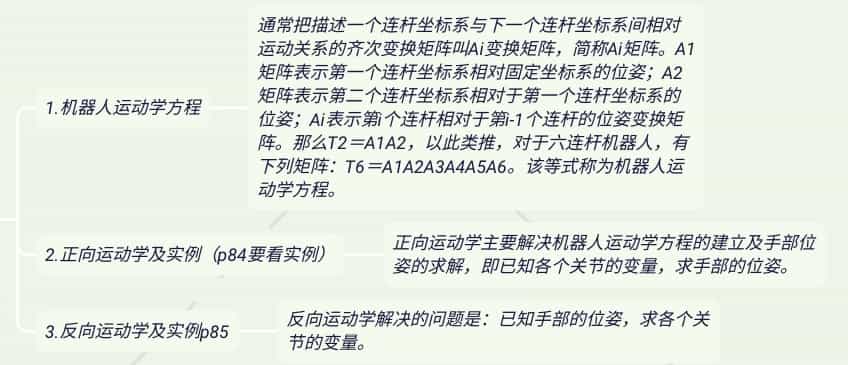 通常把描述一个连杆坐标系与下一个连杆坐标系间相对
运动关系的齐次变换矩阵叫Ai变换矩阵，简称Ai矩阵。A1
矩阵表示第一个连杆坐标系相对固定坐标系的位姿；A2
矩阵表示第二个连杆坐标系相对于第一个连杆坐标系的
位姿；Ai表示第i个连杆相对于第i-1个连杆的位姿变换矩
阵。那么T2＝A1A2，以此类推，对于六连杆机器人，有
下列矩阵：T6＝A1A2A3A4A5A6。该等式称为机器人运
动学方程。
1.机器人运动学方程
2.正向运动学及实例（p84要看实例）
正向运动学主要解决机器人运动学方程的建立及手部位
姿的求解，即已知各个关节的变量，求手部的位姿。
3.反向运动学及实例p85
反向运动学解决的问题是：已知手部的位姿，求各个关
节的变量。